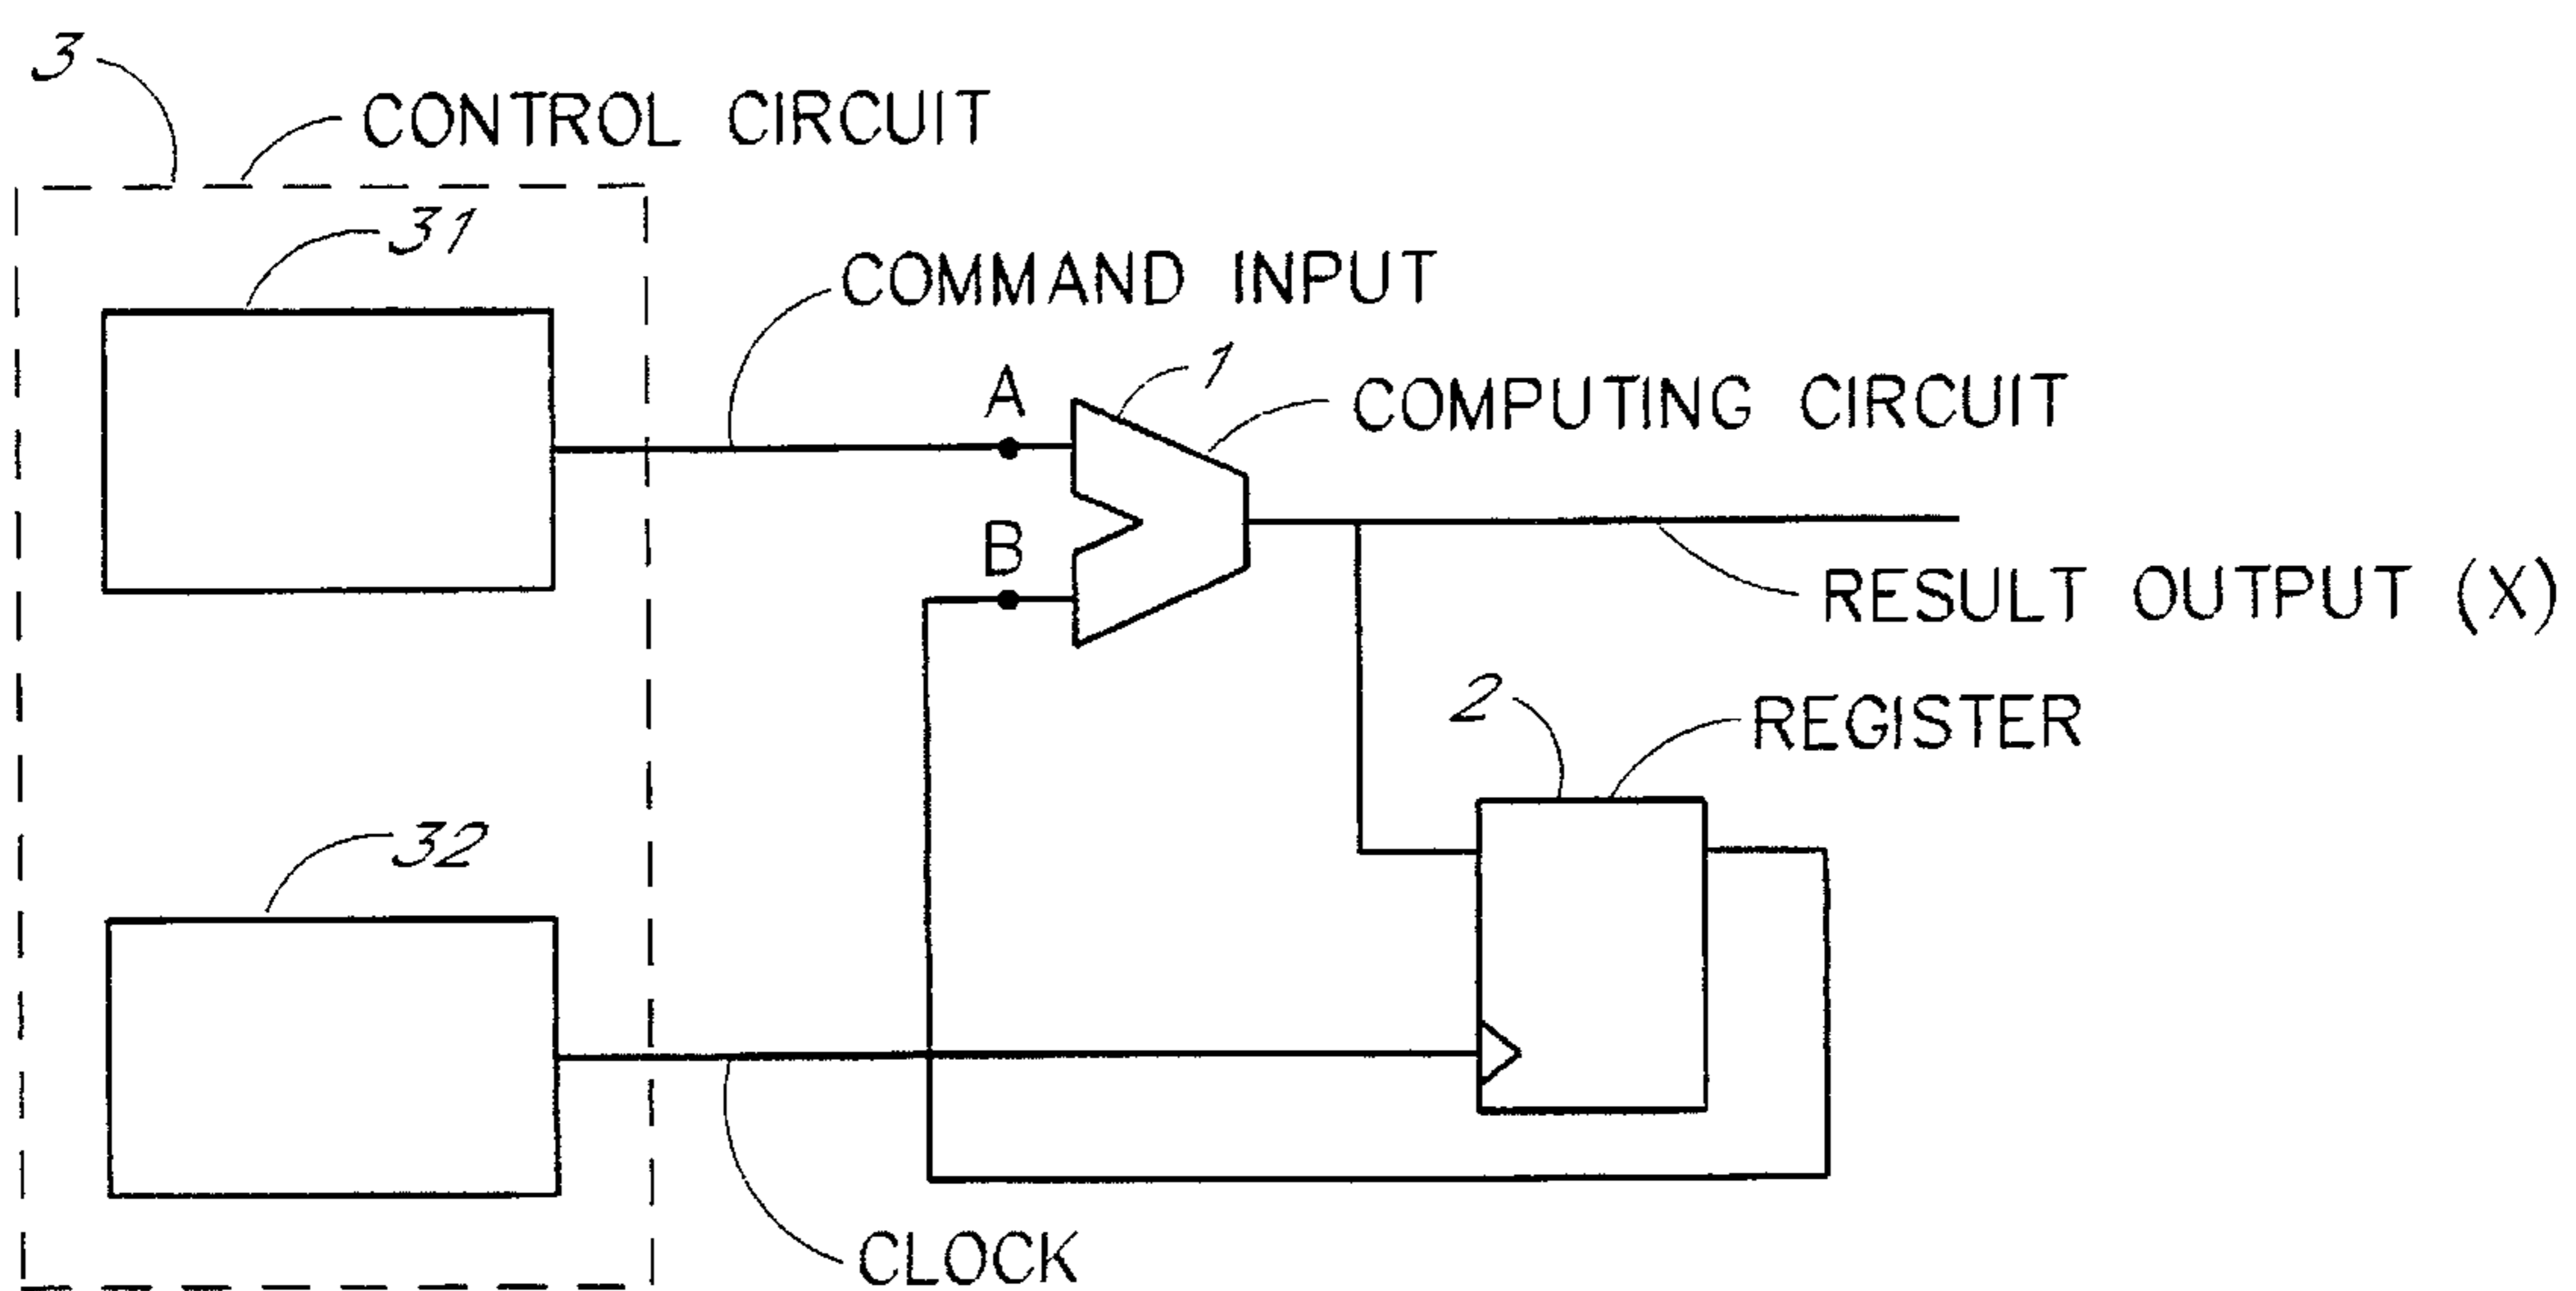 3
CONTROL CIRCUIT
31
COMMAND INPUT
A
1
COMPUTING CIRCUIT
B
RESULT OUTPUT (X)
2
REGISTER
32
CLOCK